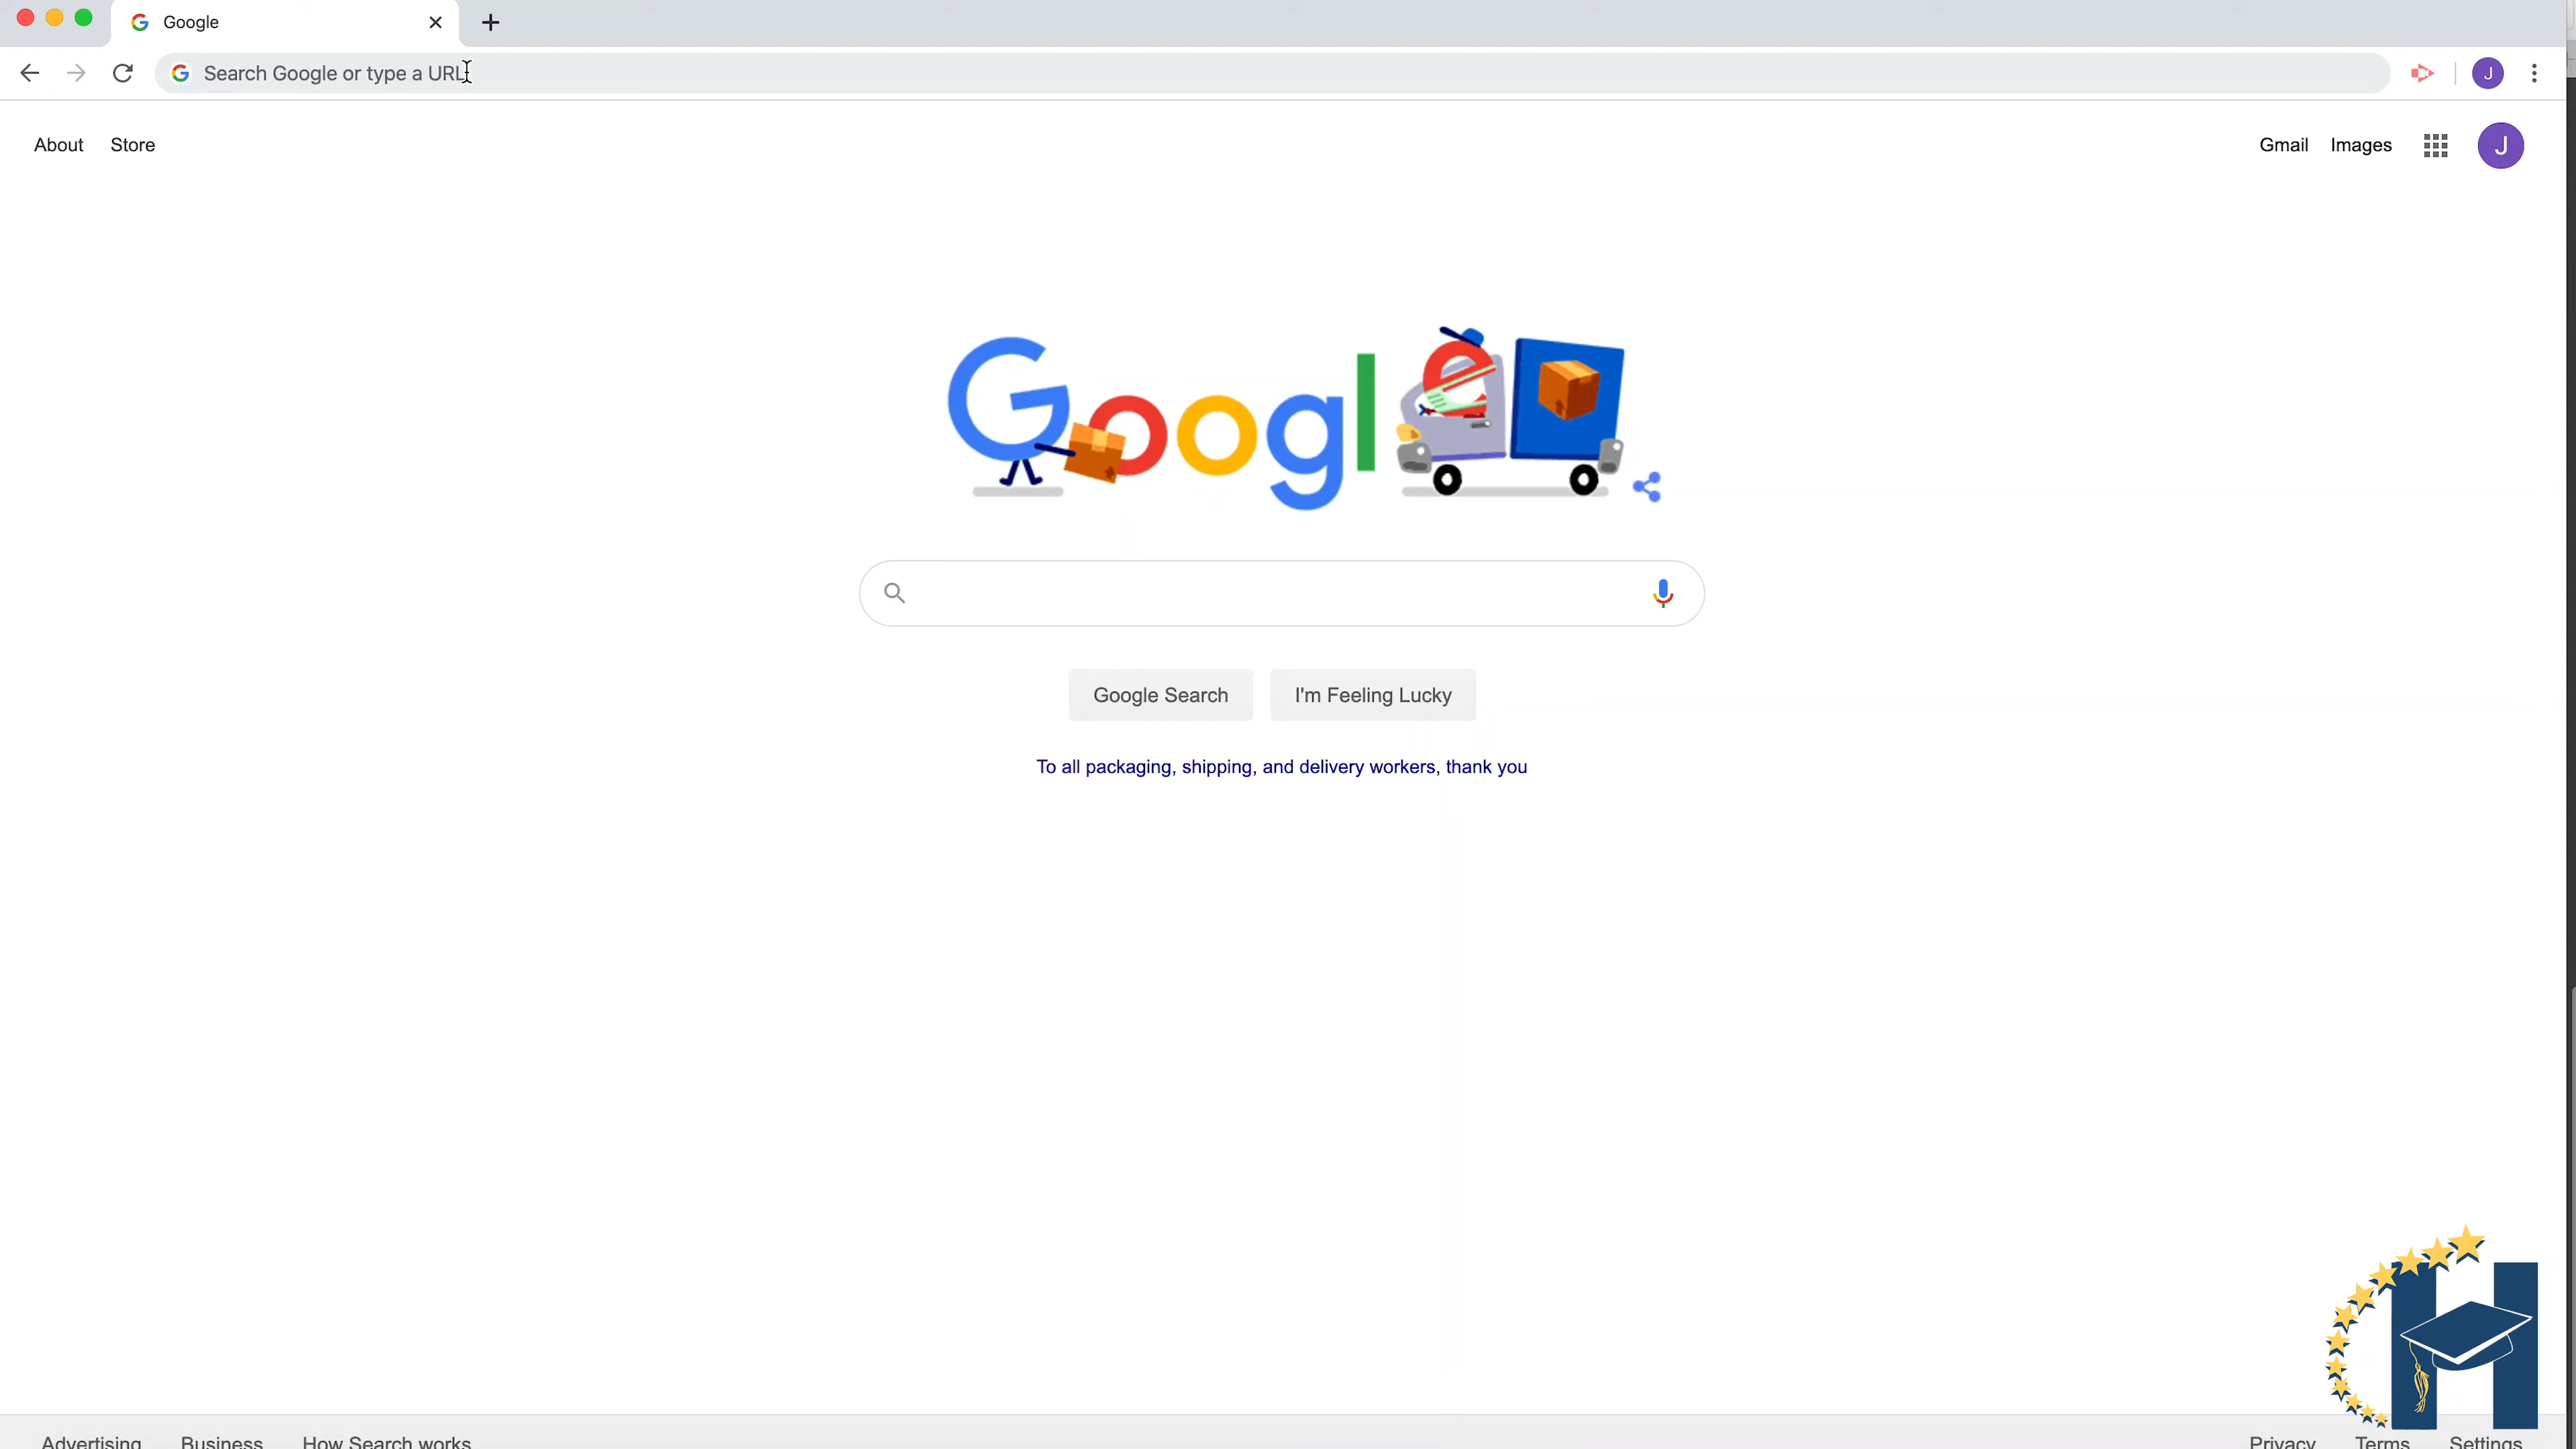 Google
Search Google or type a URL
J
About Store
Gmail Images
J
Google
Google Search
I'm Feeling Lucky
To all packaging, shipping, and delivery workers, thank you
H
Advertising Business How Search works
Privacy Terms Settings